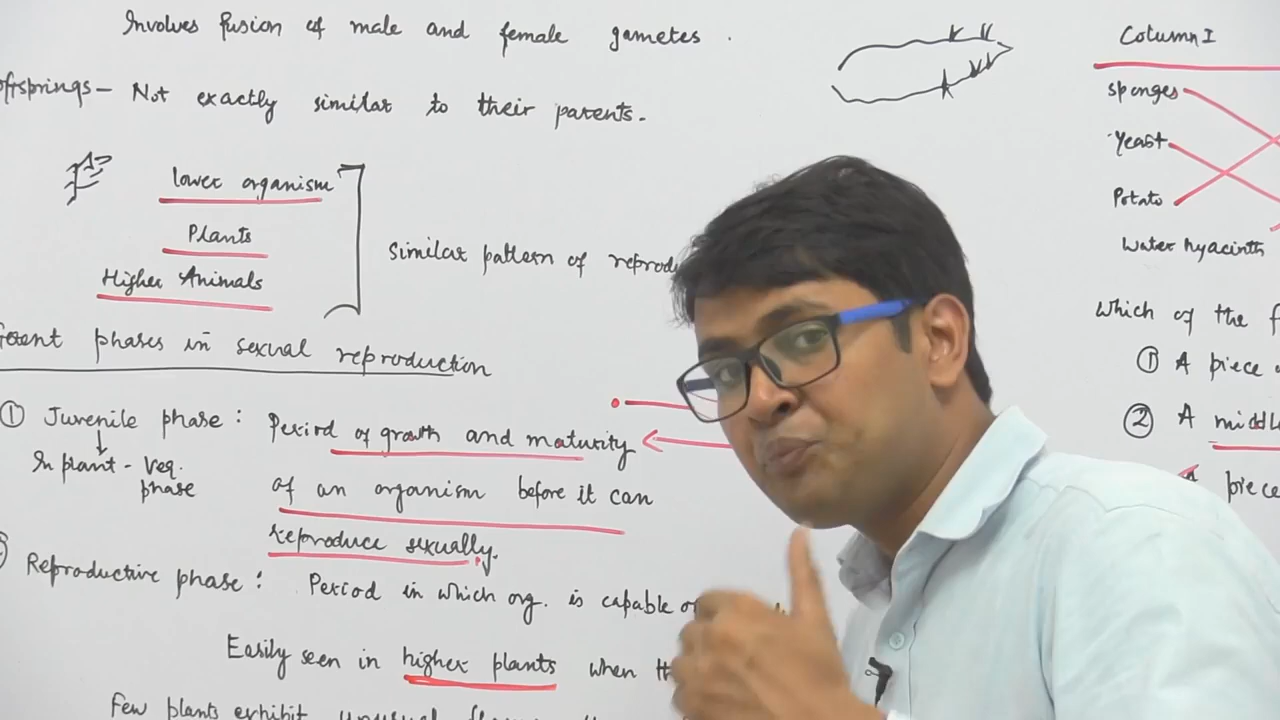 Involves fusion of male and female gametes .
offsprings – Not exactly similar to their parents.
lower organism
Plants
Higher Animals
Similar pattern of
phases in sexual reproduction
① Juvenile phase : Period of growth and maturity
In plant – veg. phase
of an organism before it can
reproduce sexually.
Reproductive phase : Period in which org. is capable
Easily seen in higher plants when
Few plants exhibit unusual
Column I
sponges
Yeast
Potato
Water hyacinth
Which of the
① A piece
② A
piece